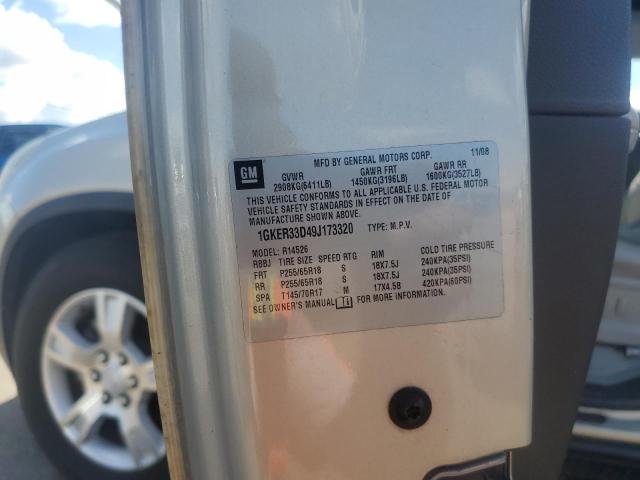 GM
MFD BY GENERAL MOTORS CORP. 11/08
GVWR GAWR FRT GAWR RR
2908KG(6411LB) 1450KG(3196LB) 1600KG(3527LB)
THIS VEHICLE CONFORMS TO ALL APPLICABLE U.S. FEDERAL MOTOR
VEHICLE SAFETY STANDARDS IN EFFECT ON THE DATE OF
MANUFACTURE SHOWN ABOVE.
1GKER33D49J173320 TYPE: M.P.V.
MODEL: R14526
RBBJ TIRE SIZE SPEED RTG RIM COLD TIRE PRESSURE
FRT P255/65R18 S 18X7.5J 240KPA(35PSI)
RR P255/65R18 S 18X7.5J 240KPA(35PSI)
SPA T145/70R17 M 17X4.5B 420KPA(60PSI)
SEE OWNER'S MANUAL